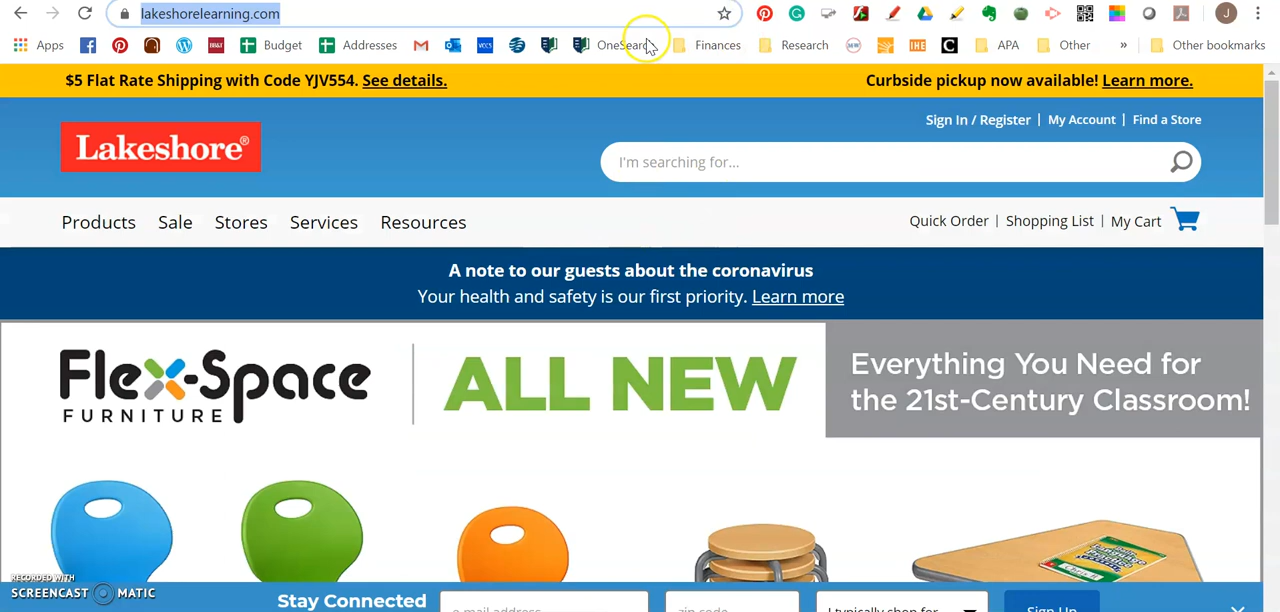 lakeshorelearning.com
Apps Budget Addresses VCCS OneSearch Finances Research MW IHE C APA Other » Other bookmarks
$5 Flat Rate Shipping with Code YJV554. See details. Curbside pickup now available! Learn more.
Sign In / Register | My Account | Find a Store
Lakeshore®
I'm searching for...
Products Sale Stores Services Resources Quick Order | Shopping List | My Cart
A note to our guests about the coronavirus
Your health and safety is our first priority. Learn more
Flex-Space
FURNITURE
ALL NEW
Everything You Need for
the 21st-Century Classroom!
RECORDED WITH
SCREENCAST MATIC
Stay Connected e-mail address zip code I typically shop for Sign Up